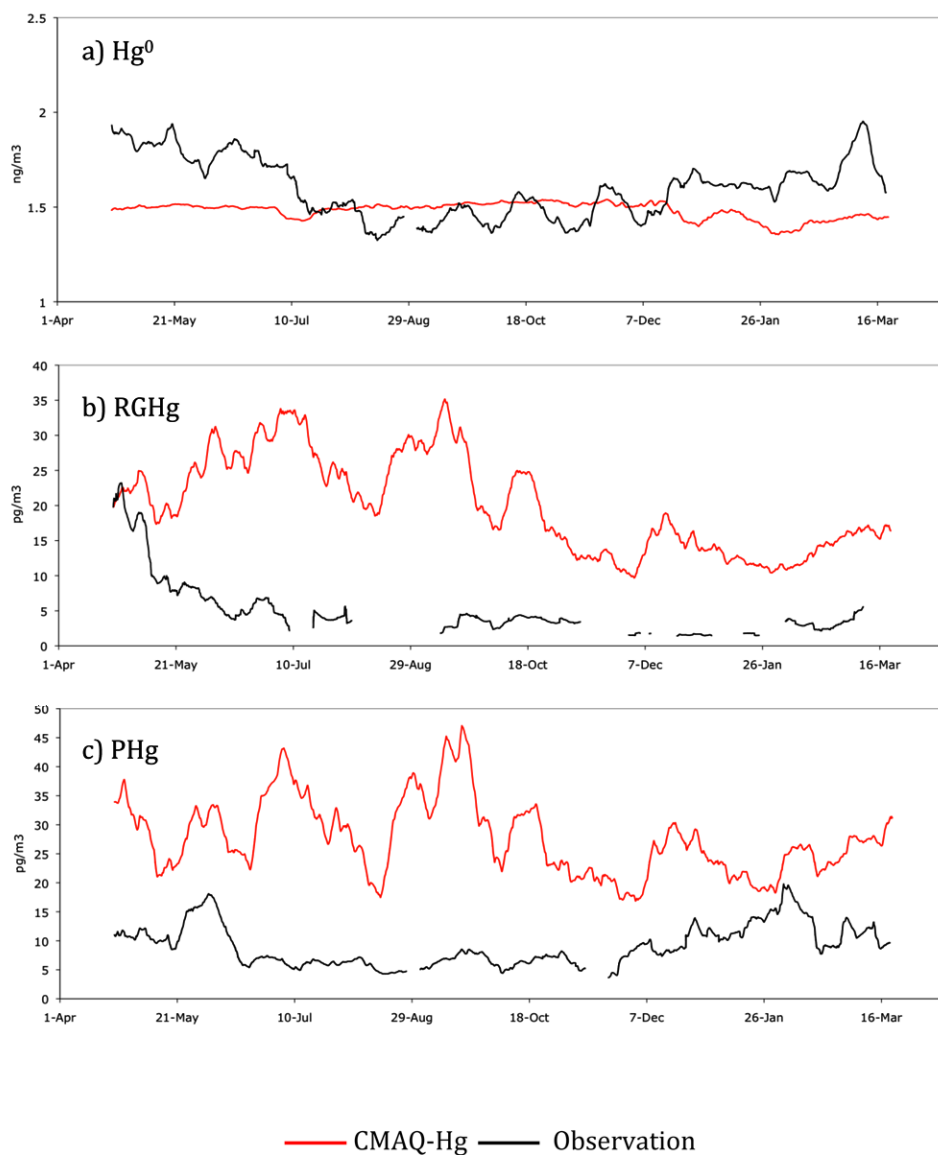 2.5
a) Hg⁰
2
ng/m3
1.5
1
1-Apr 21-May 10-Jul 29-Aug 18-Oct 7-Dec 26-Jan 16-Mar
40
35
b) RGHg
30
25
pg/m3
20
15
10
5
0
1-Apr 21-May 10-Jul 29-Aug 18-Oct 7-Dec 26-Jan 16-Mar
50
45
c) PHg
40
35
30
pg/m3
25
20
15
10
5
0
1-Apr 21-May 10-Jul 29-Aug 18-Oct 7-Dec 26-Jan 16-Mar
CMAQ-Hg Observation